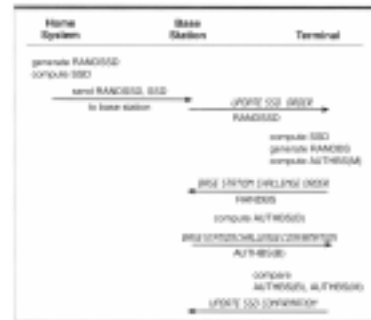 Home System
Base Station
Terminal
generate RANDSSD
compute SSD
send RANDSSD, SSD
to base station
UPDATE SSD ORDER
RANDSSD
compute SSD
generate RANDBS
compute AUTHBS(M)
BASE STATION CHALLENGE ORDER
RANDBS
compute AUTHBS(B)
BASE STATION CHALLENGE CONFIRMATION
AUTHBS(B)
compare
AUTHBS(B), AUTHBS(M)
UPDATE SSD CONFIRMATION